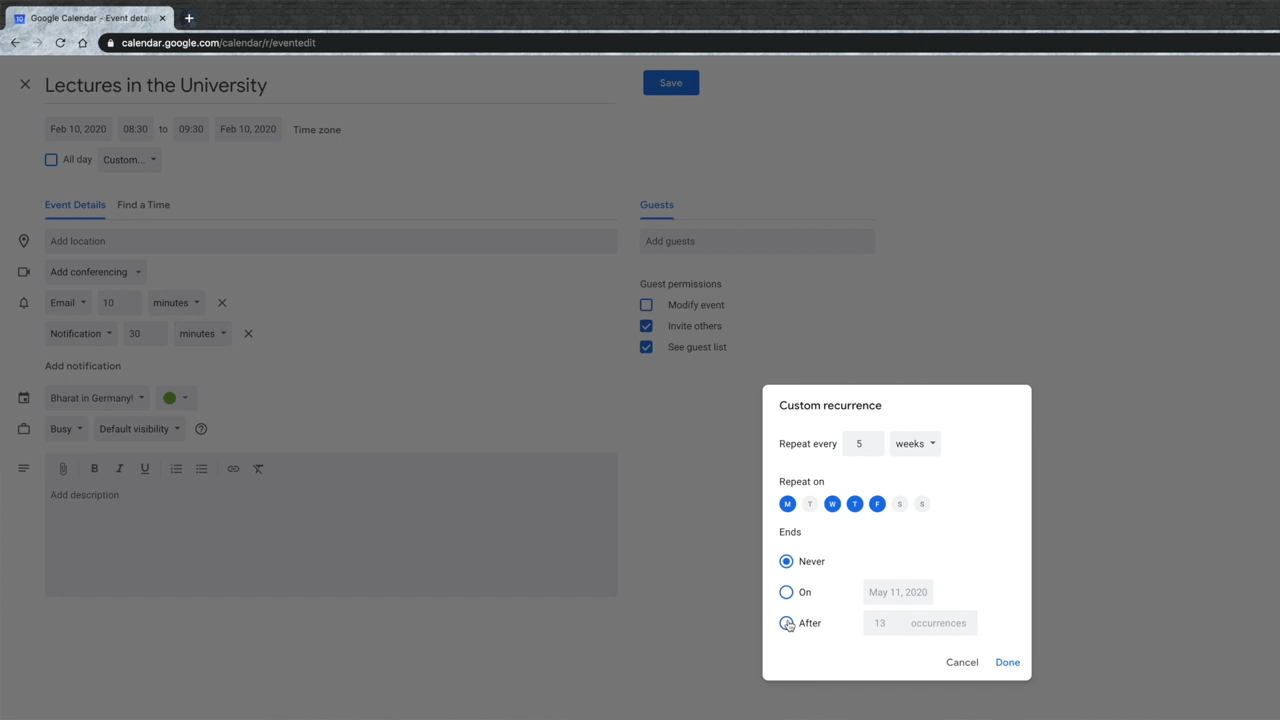 Google Calendar - Event detai
calendar.google.com/calendar/r/eventedit
Lectures in the University
Save
Feb 10, 2020 08:30 to 09:30 Feb 10, 2020 Time zone
All day Custom...
Event Details Find a Time
Guests
Add location
Add guests
Add conferencing
Guest permissions
Email 10 minutes
Modify event
Invite others
Notification 30 minutes
See guest list
Add notification
Bharat in Germany!
Busy Default visibility
B I U
Add description
Custom recurrence
Repeat every 5 weeks
Repeat on
M T W T F S S
Ends
Never
On May 11, 2020
After 13 occurrences
Cancel Done